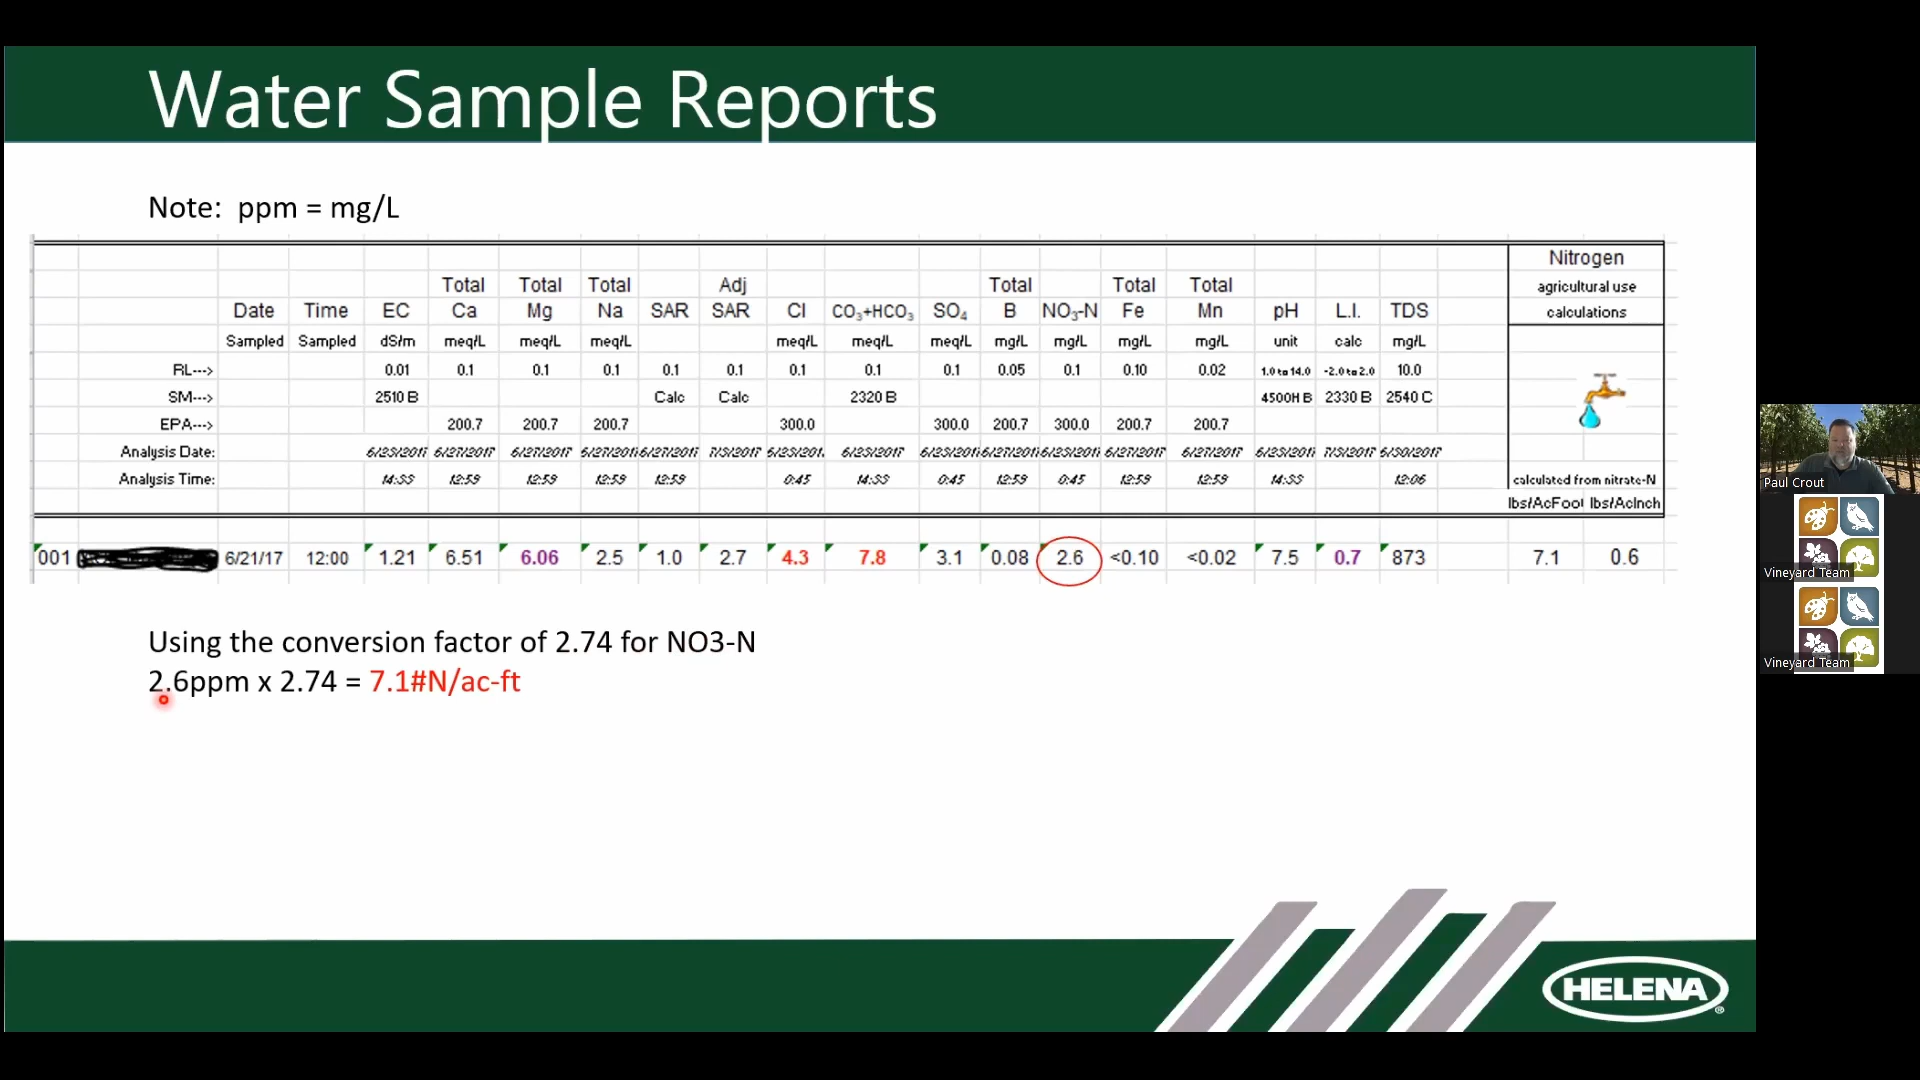 Water Sample Reports
Note: ppm = mg/L
Nitrogen
Total Total Total Adj Total Total Total agricultural use
Date Time EC Ca Mg Na SAR SAR Cl CO₃+HCO₃ SO₄ B NO₃-N Fe Mn pH L.I. TDS calculations
Sampled Sampled dS/m meq/L meq/L meq/L meq/L meq/L meq/L mg/L mg/L mg/L mg/L unit calc mg/L
RL---> 0.01 0.1 0.1 0.1 0.1 0.1 0.1 0.1 0.1 0.05 0.1 0.10 0.02 1.0 to 14.0 -2.0 to 2.0 10.0
SM---> 2510 B Calc Calc 2320 B 4500H B 2330 B 2540 C
EPA---> 200.7 200.7 200.7 300.0 300.0 200.7 300.0 200.7 200.7
Analysis Date: 6/23/2017 6/27/2017 6/27/2017 6/27/2017 6/27/2017 7/3/2017 6/23/201 6/23/2017 6/23/2017 6/27/2017 6/23/2017 6/27/2017 6/27/2017 6/23/2017 7/3/2017 6/30/2017
Analysis Time: 14:33 12:59 12:59 12:59 12:59 0:45 14:33 0:45 12:59 0:45 12:59 12:59 14:33 12:06 calculated from nitrate-N
lbs/AcFoot lbs/AcInch
001 6/21/17 12:00 1.21 6.51 6.06 2.5 1.0 2.7 4.3 7.8 3.1 0.08 2.6 <0.10 <0.02 7.5 0.7 873 7.1 0.6
Using the conversion factor of 2.74 for NO3-N
2.6ppm x 2.74 = 7.1#N/ac-ft
HELENA®
Paul Crout
Vineyard Team
Vineyard Team